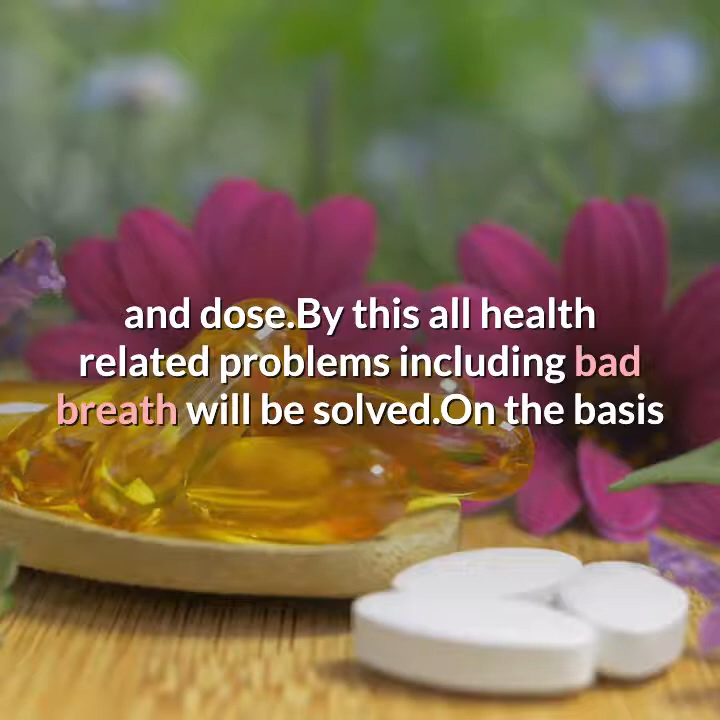 and dose.By this all health
related problems including bad
breath will be solved.On the basis